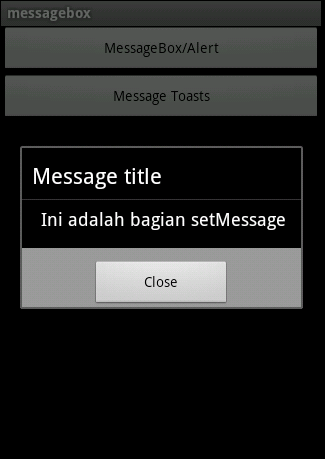 messagebox
MessageBox/Alert
Message Toasts
Message title
Ini adalah bagian setMessage
Close